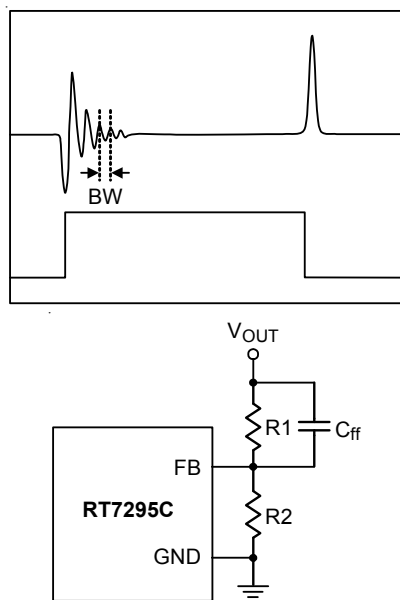 BW
VOUT
R1
Cff
FB
RT7295C
R2
GND